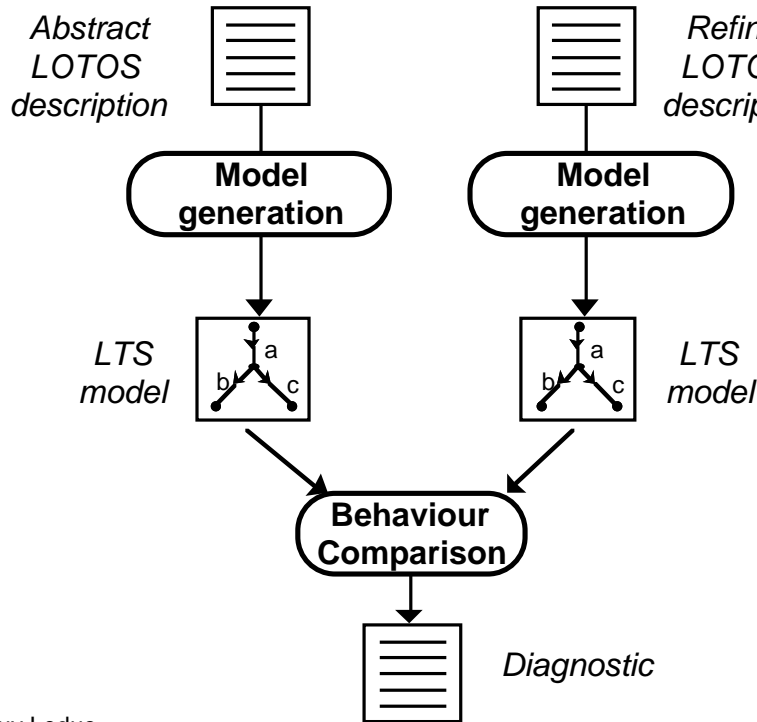 Abstract
LOTOS
description
Model
generation
Model
generation
LTS
model
a
b
c
a
b
c
LTS
model
Behaviour
Comparison
Diagnostic